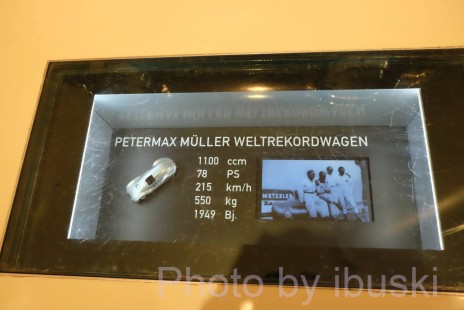 PETERMAX MÜLLER WELTREKORDWAGEN
1100 ccm
78 PS
215 km/h
550 kg
1949 Bj.
METZELER
Photo by ibuski